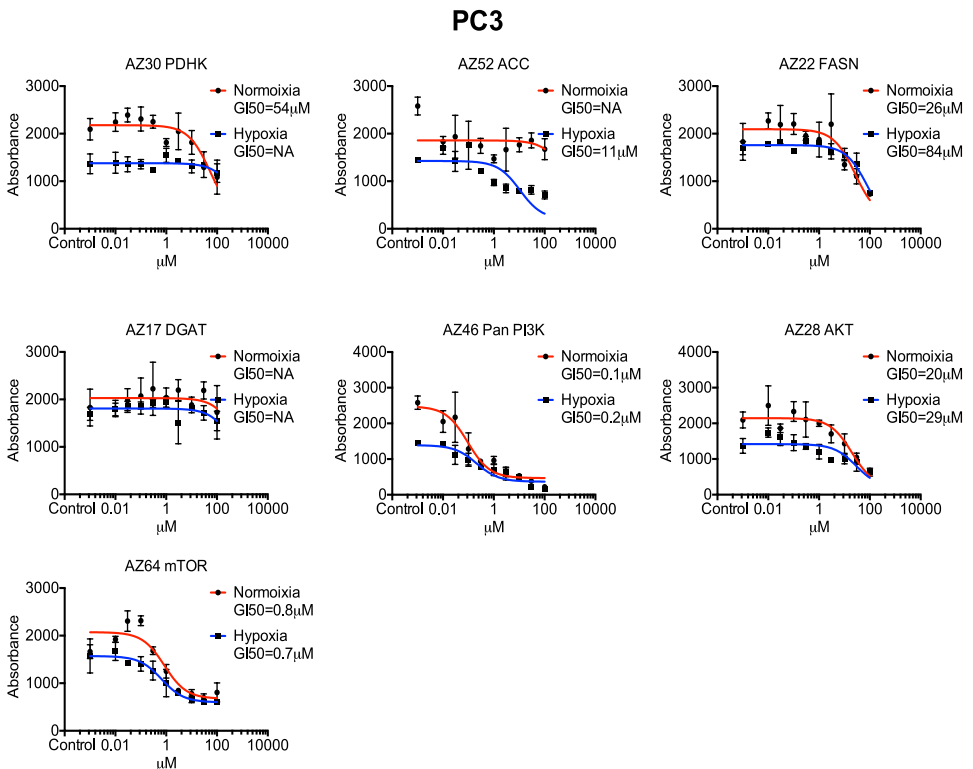 PC3
AZ30 PDHK
3000
2000
1000
0
Absorbance
Control 0.01 1 100 10000
μM
Normoixia
GI50=54μM
Hypoxia
GI50=NA
AZ52 ACC
3000
2000
1000
0
Absorbance
Control 0.01 1 100 10000
μM
Normoixia
GI50=NA
Hypoxia
GI50=11μM
AZ22 FASN
3000
2000
1000
0
Absorbance
Control 0.01 1 100 10000
μM
Normoixia
GI50=26μM
Hypoxia
GI50=84μM
AZ17 DGAT
3000
2000
1000
0
Absorbance
Control 0.01 1 100 10000
μM
Normoixia
GI50=NA
Hypoxia
GI50=NA
AZ46 Pan PI3K
4000
3000
2000
1000
0
Absorbance
Control 0.01 1 100 10000
μM
Normoixia
GI50=0.1μM
Hypoxia
GI50=0.2μM
AZ28 AKT
4000
3000
2000
1000
0
Absorbance
Control 0.01 1 100 10000
μM
Normoixia
GI50=20μM
Hypoxia
GI50=29μM
AZ64 mTOR
3000
2000
1000
0
Absorbance
Control 0.01 1 100 10000
μM
Normoixia
GI50=0.8μM
Hypoxia
GI50=0.7μM